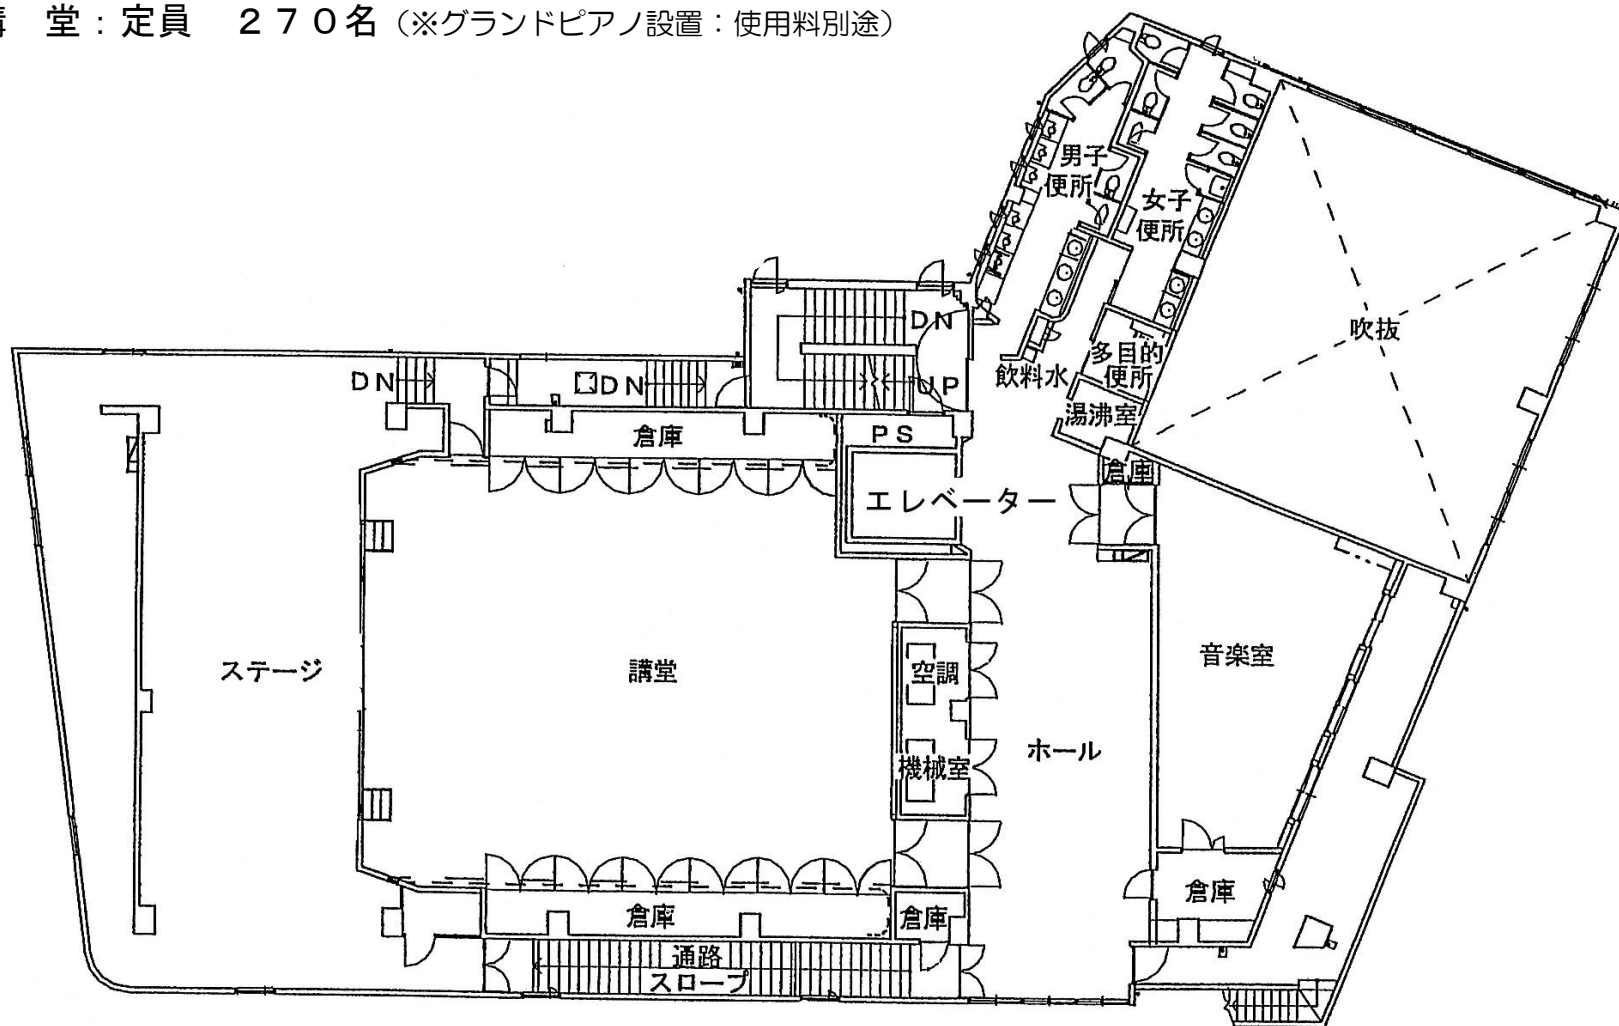 堂：定員　２７０名（※グランドピアノ設置：使用料別途）
男子
便所
女子
便所
吹抜
DN
UP
多目的
便所
飲料水
湯沸室
DN
DN
倉庫
PS
倉庫
エレベーター
ステージ
講堂
空調
機械室
ホール
音楽室
倉庫
倉庫
倉庫
通路
スロープ